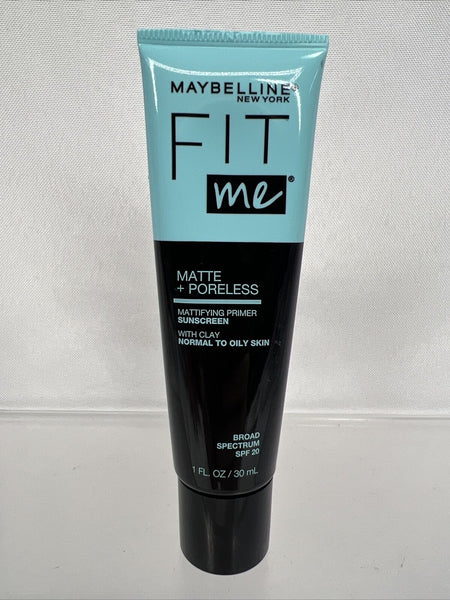 MAYBELLINE®
NEW YORK
FIT
me®
MATTE
+ PORELESS
MATTIFYING PRIMER
SUNSCREEN
WITH CLAY
NORMAL TO OILY SKIN
BROAD
SPECTRUM
SPF 20
1 FL. OZ / 30 mL